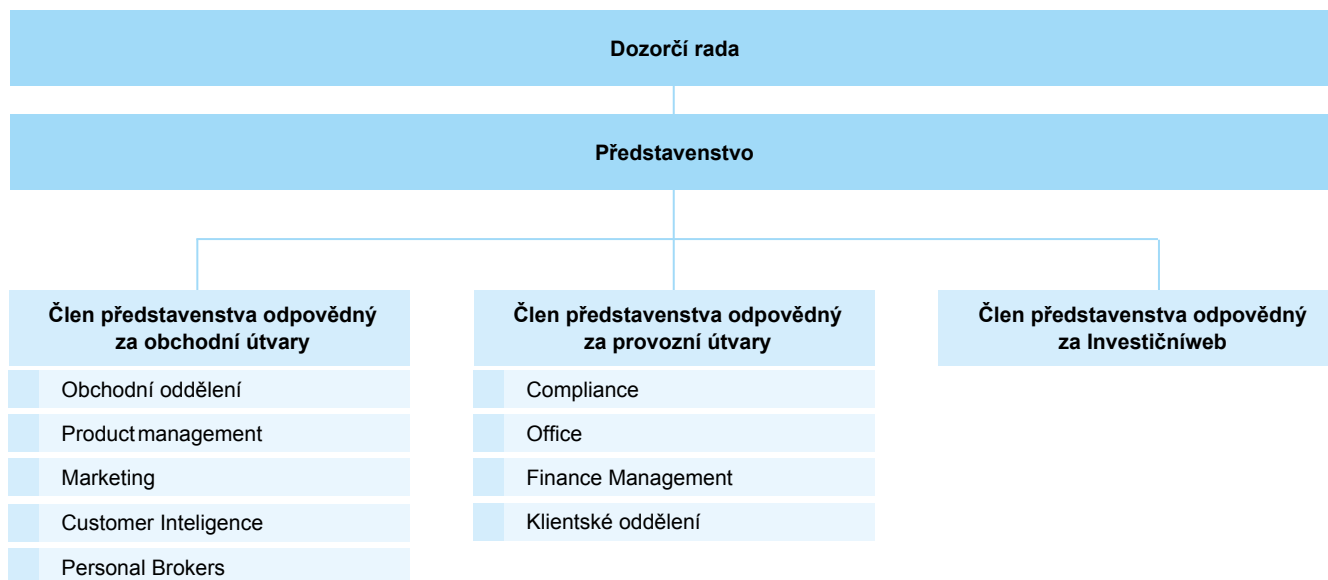 Dozorčí rada
Představenstvo
Člen představenstva odpovědný
za obchodní útvary
Obchodní oddělení
Product management
Marketing
Customer Inteligence
Personal Brokers
Člen představenstva odpovědný
za provozní útvary
Compliance
Office
Finance Management
Klientské oddělení
Člen představenstva odpovědný
za Investičníweb